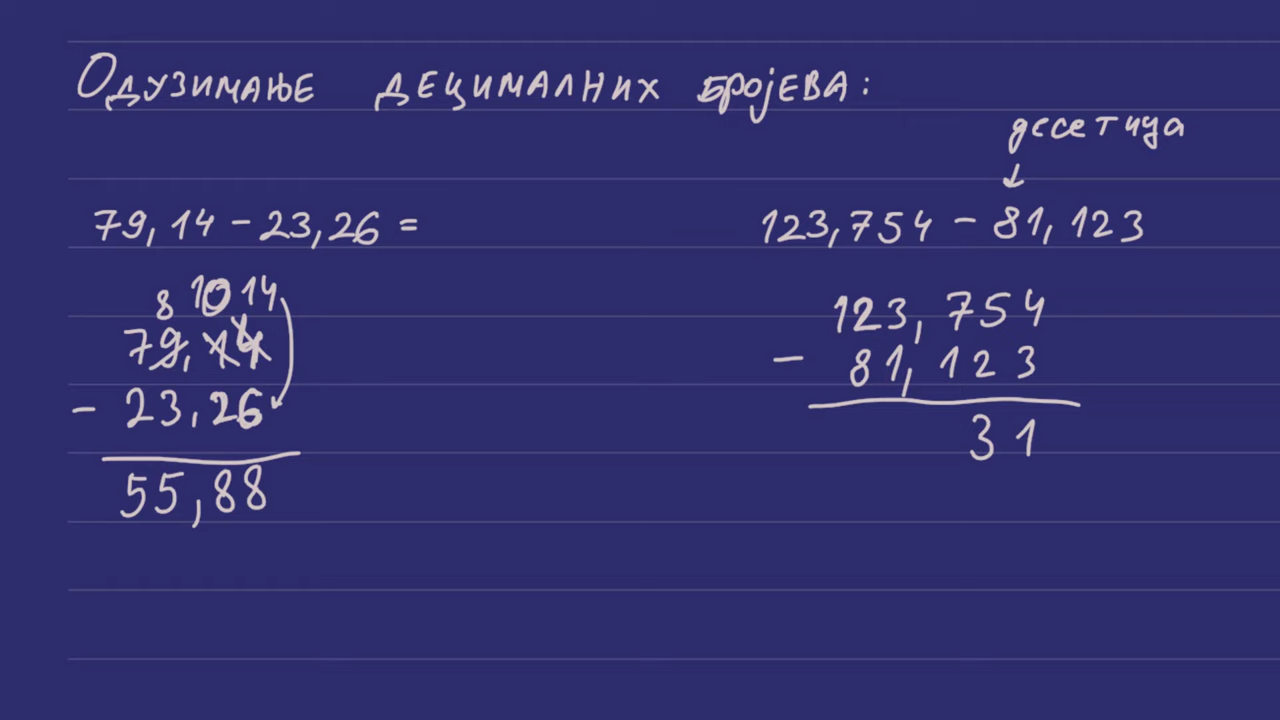 Одузимање децималних бројева:
десетица
↓
79,14 – 23,26 =
8 10 14
79,14
– 23,26
55,88
123,754 – 81,123
123,754
– 81,123
31